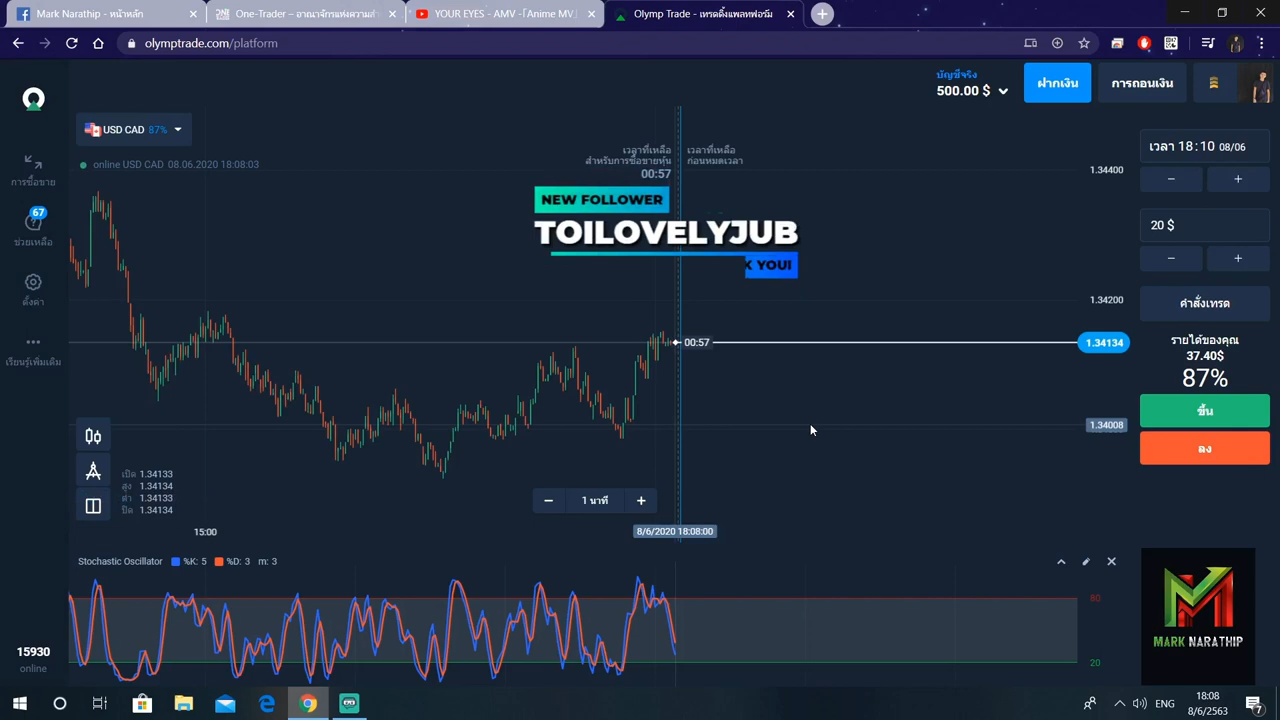 Mark Narathip - หน้าหลัก
One-Trader – อาณาจักรแห่งความสำ
YOUR EYES - AMV -「Anime MV
Olymp Trade - เทรดดิ้งแพลทฟอร์ม
olymptrade.com/platform
บัญชีจริง
500.00 $
ฝากเงิน
การถอนเงิน
USD CAD 87%
online USD CAD 08.06.2020 18:08:03
การซื้อขาย
67
ช่วยเหลือ
ตั้งค่า
เรียนรู้เพิ่มเติม
15930
online
เวลาที่เหลือ
สำหรับการซื้อขายหุ้น
00:57
เวลาที่เหลือ
ก่อนหมดเวลา
NEW FOLLOWER
TOILOVELYJUB
K YOU!
00:57
1.34400
1.34200
1.34134
1.34008
เปิด 1.34133
สูง 1.34134
ต่ำ 1.34133
ปิด 1.34134
1 นาที
15:00
8/6/2020 18:08:00
เวลา 18:10 08/06
20 $
คำสั่งเทรด
รายได้ของคุณ
37.40$
87%
ขึ้น
ลง
Stochastic Oscillator %K: 5 %D: 3 m: 3
80
20
MARK NARATHIP
ENG
18:08
8/6/2563
7